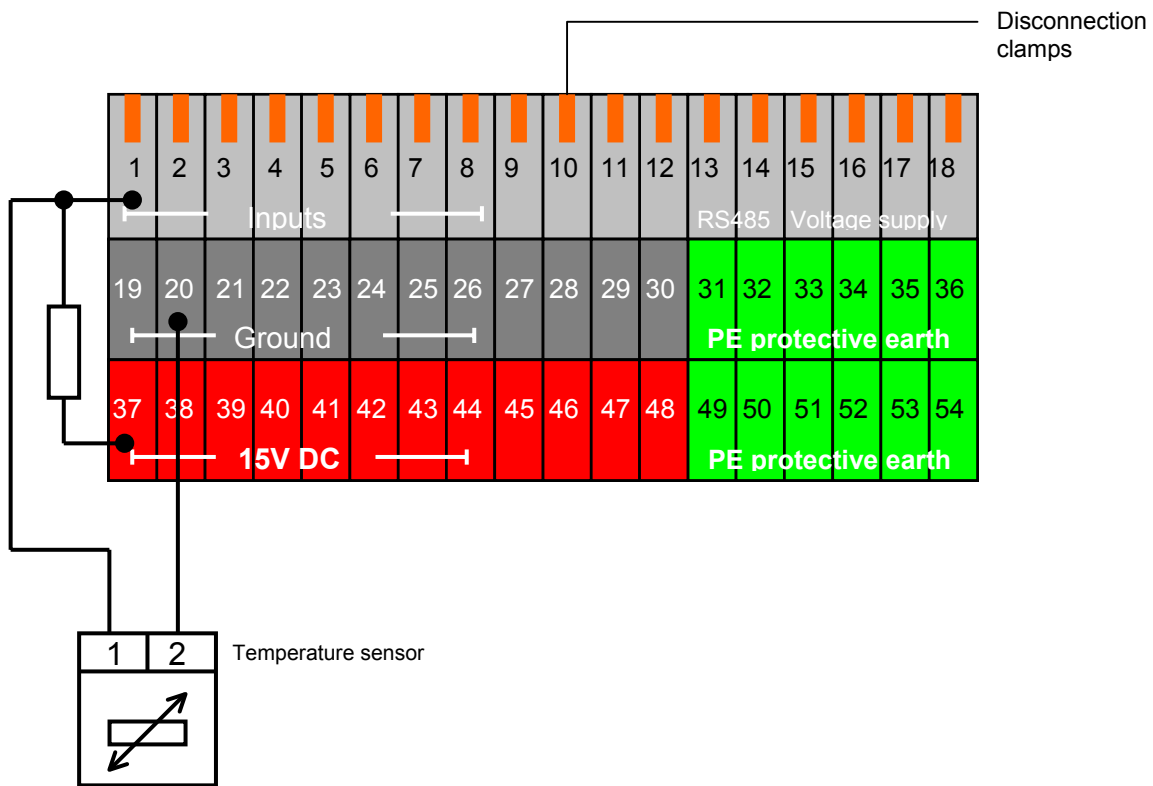 Disconnection
clamps
1 2 3 4 5 6 7 8 9 10 11 12 13 14 15 16 17 18
Inputs RS485 Voltage supply
19 20 21 22 23 24 25 26 27 28 29 30 31 32 33 34 35 36
Ground PE protective earth
37 38 39 40 41 42 43 44 45 46 47 48 49 50 51 52 53 54
15V DC PE protective earth
1 2 Temperature sensor